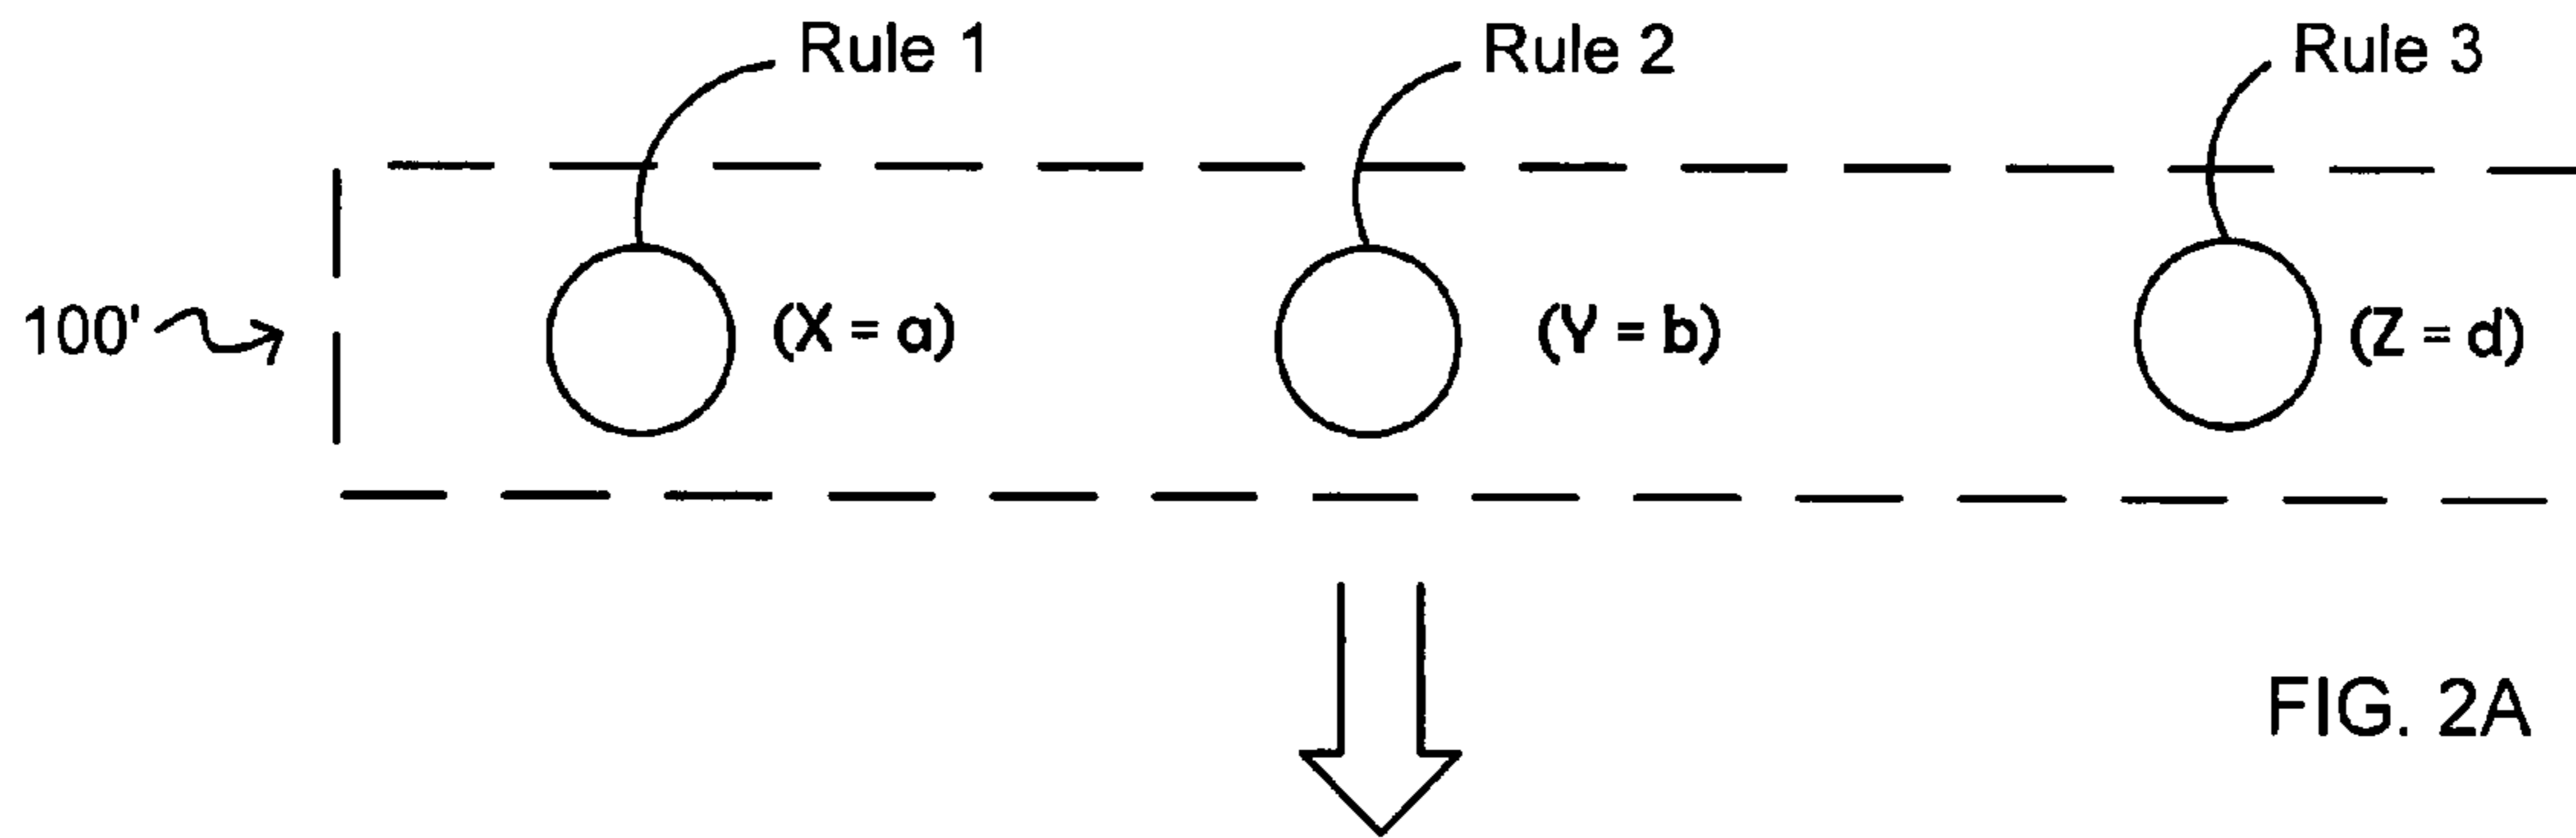 Rule 1 Rule 2 Rule 3
100' (X = a) (Y = b) (Z = d)
FIG. 2A